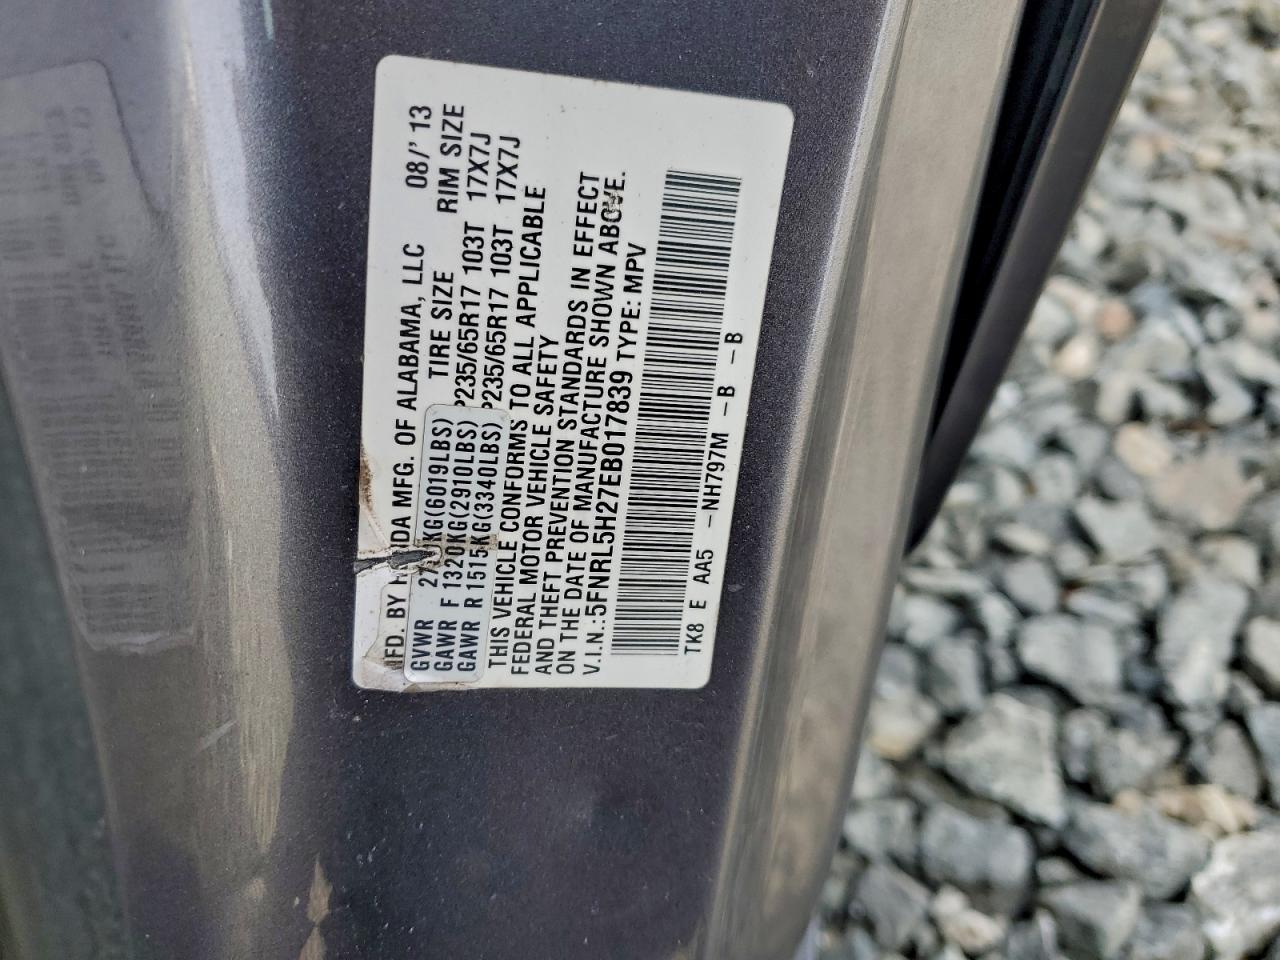 MFD. BY HONDA MFG. OF ALABAMA, LLC 08/'13
TIRE SIZE RIM SIZE
GVWR KG(6019LBS)
GAWR F 1320KG(2910LBS) P235/65R17 103T 17X7J
GAWR R 1515KG(3340LBS) P235/65R17 103T 17X7J
THIS VEHICLE CONFORMS TO ALL APPLICABLE
FEDERAL MOTOR VEHICLE SAFETY
AND THEFT PREVENTION STANDARDS IN EFFECT
ON THE DATE OF MANUFACTURE SHOWN ABOVE.
V.I.N.:5FNRL5H27EB017839 TYPE: MPV
TK8 E AA5 -NH797M -B -B